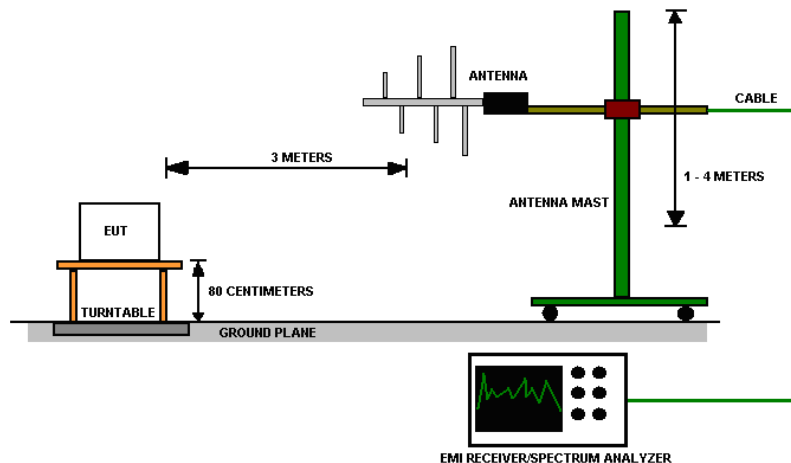 ANTENNA
CABLE
3 METERS
1 - 4 METERS
ANTENNA MAST
EUT
80 CENTIMETERS
TURNTABLE
GROUND PLANE
EMI RECEIVER/SPECTRUM ANALYZER